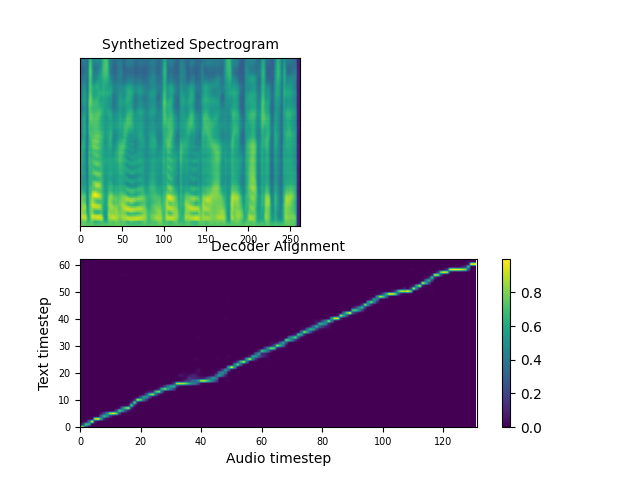 Synthetized Spectrogram
0 50 100 150 200 250
Decoder Alignment
60
50
40
30
20
10
0
Text timestep
0 20 40 60 80 100 120
Audio timestep
0.8
0.6
0.4
0.2
0.0